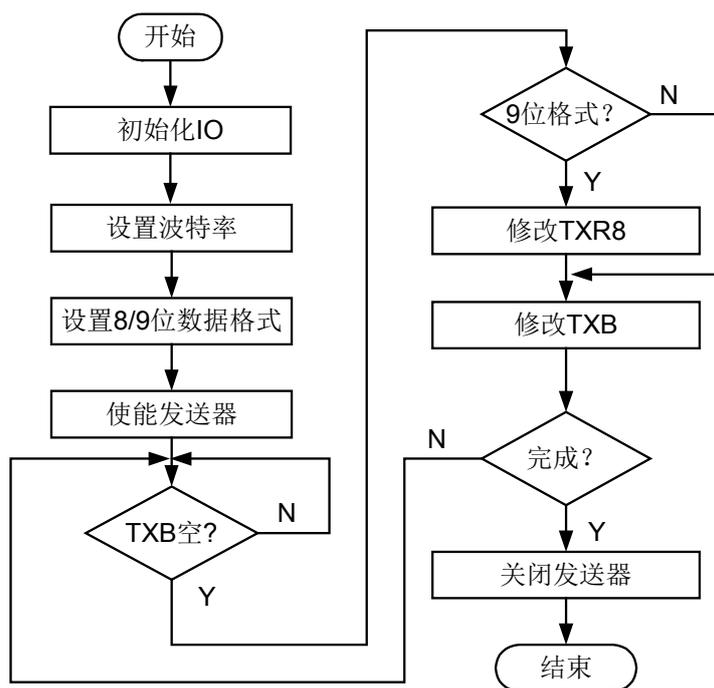 开始
初始化IO
设置波特率
设置8/9位数据格式
使能发送器
TXB空?
N
Y
9位格式？
N
Y
修改TXR8
修改TXB
完成？
N
Y
关闭发送器
结束